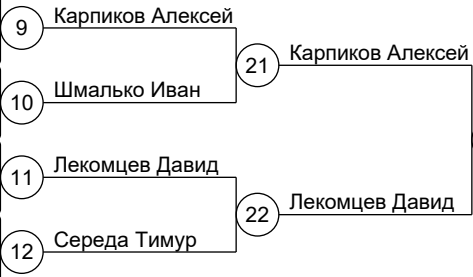 9 Карпиков Алексей
10 Шмалько Иван
21 Карпиков Алексей
11 Лекомцев Давид
12 Середа Тимур
22 Лекомцев Давид